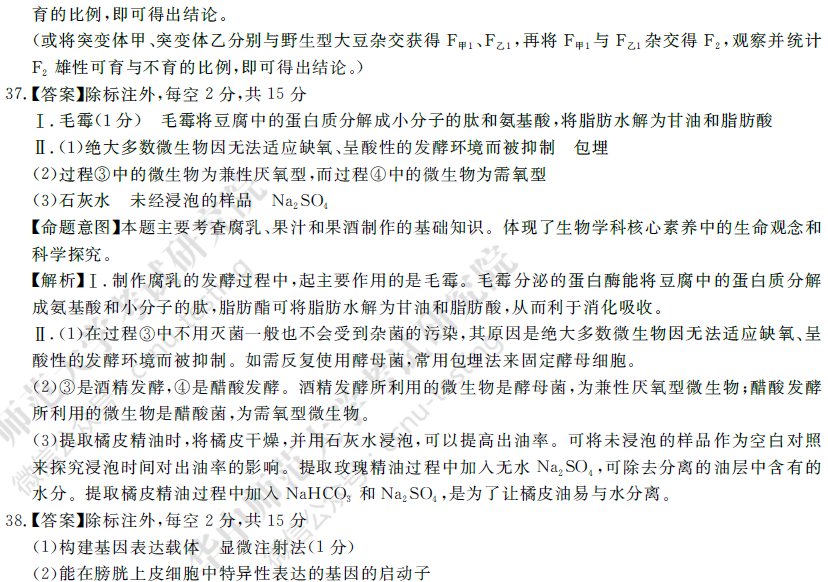 育的比例,即可得出结论。
(或将突变体甲、突变体乙分别与野生型大豆杂交获得 F甲1、F乙1,再将 F甲1与 F乙1杂交得 F2,观察并统计
F2 雄性可育与不育的比例,即可得出结论。)
37.【答案】除标注外,每空 2 分,共 15 分
Ⅰ.毛霉(1 分) 毛霉将豆腐中的蛋白质分解成小分子的肽和氨基酸,将脂肪水解为甘油和脂肪酸
Ⅱ.(1)绝大多数微生物因无法适应缺氧、呈酸性的发酵环境而被抑制 包埋
(2)过程③中的微生物为兼性厌氧型,而过程④中的微生物为需氧型
(3)石灰水 未经浸泡的样品 Na2SO4
【命题意图】本题主要考查腐乳、果汁和果酒制作的基础知识。体现了生物学科核心素养中的生命观念和
科学探究。
【解析】Ⅰ.制作腐乳的发酵过程中,起主要作用的是毛霉。毛霉分泌的蛋白酶能将豆腐中的蛋白质分解
成氨基酸和小分子的肽,脂肪酯可将脂肪水解为甘油和脂肪酸,从而利于消化吸收。
Ⅱ.(1)在过程③中不用灭菌一般也不会受到杂菌的污染,其原因是绝大多数微生物因无法适应缺氧、呈
酸性的发酵环境而被抑制。如需反复使用酵母菌,常用包埋法来固定酵母细胞。
(2)③是酒精发酵,④是醋酸发酵。酒精发酵所利用的微生物是酵母菌,为兼性厌氧型微生物;醋酸发酵
所利用的微生物是醋酸菌,为需氧型微生物。
(3)提取橘皮精油时,将橘皮干燥,并用石灰水浸泡,可以提高出油率。可将未浸泡的样品作为空白对照
来探究浸泡时间对出油率的影响。提取玫瑰精油过程中加入无水 Na2SO4,可除去分离的油层中含有的
水分。提取橘皮精油过程中加入 NaHCO3 和 Na2SO4,是为了让橘皮油易与水分离。
38.【答案】除标注外,每空 2 分,共 15 分
(1)构建基因表达载体 显微注射法(1 分)
(2)能在膀胱上皮细胞中特异性表达的基因的启动子
华中师范大学考试研究院
微信公众号:ccnu-testing